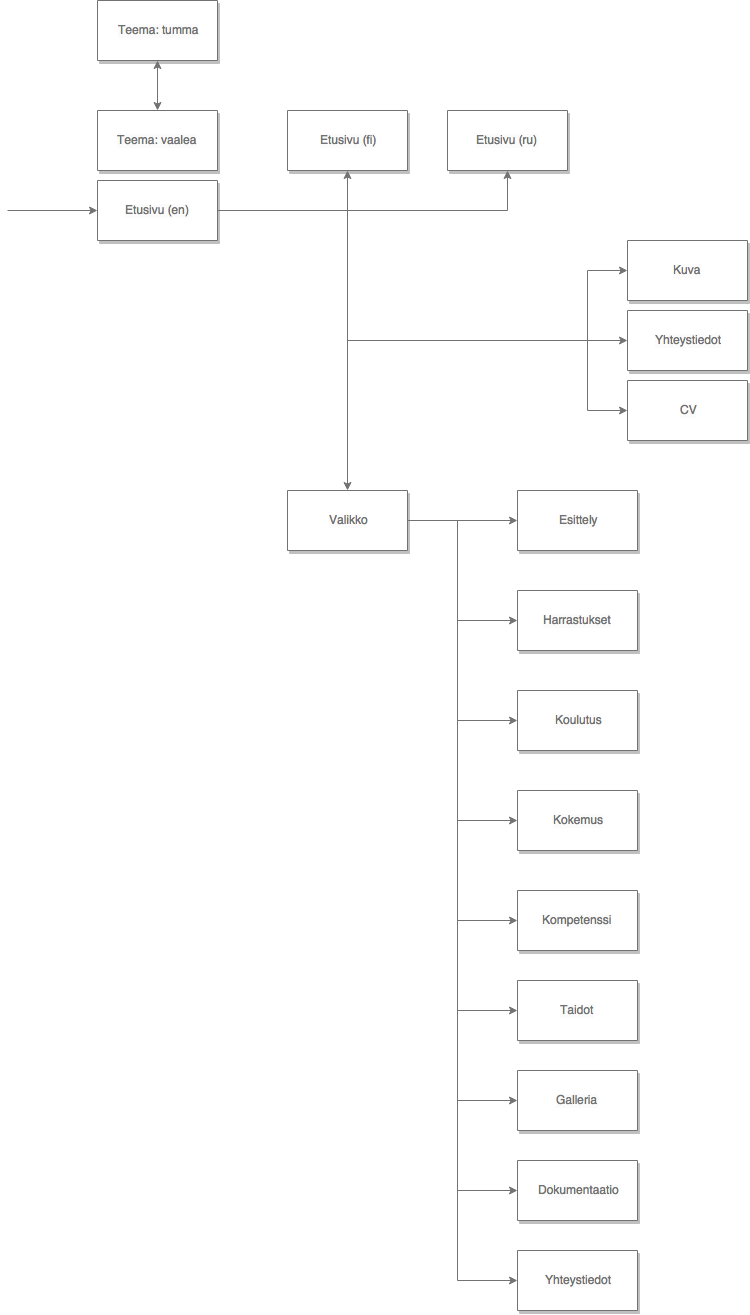 Teema: tumma
Teema: vaalea
Etusivu (fi)
Etusivu (ru)
Etusivu (en)
Kuva
Yhteystiedot
CV
Valikko
Esittely
Harrastukset
Koulutus
Kokemus
Kompetenssi
Taidot
Galleria
Dokumentaatio
Yhteystiedot